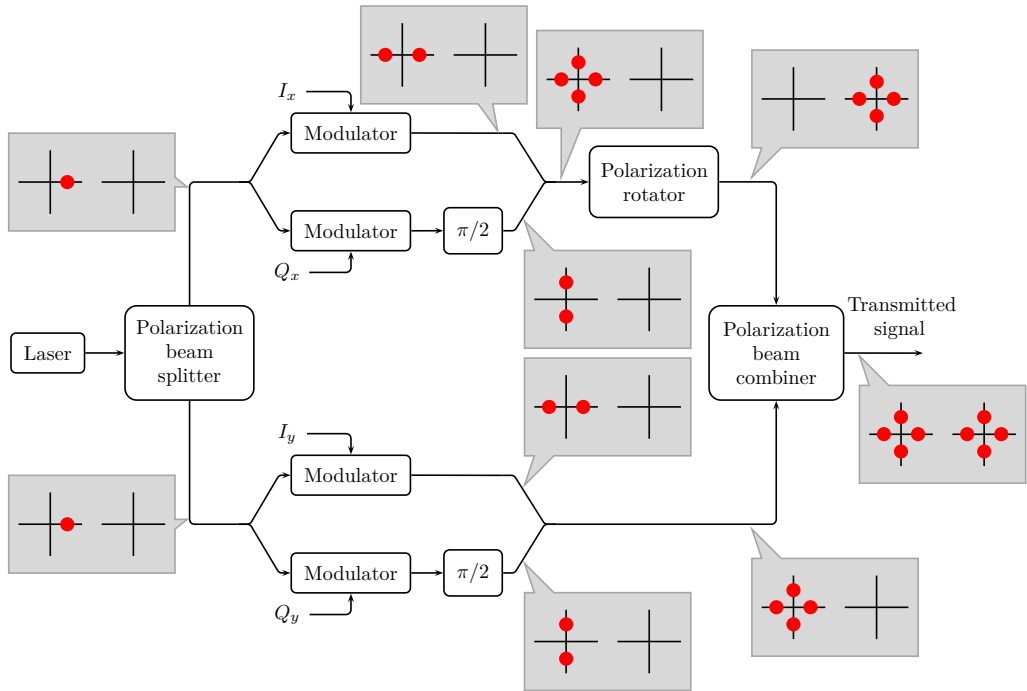 I_x
Modulator
Modulator
π/2
Q_x
Polarization
rotator
Laser
Polarization
beam
splitter
Polarization
beam
combiner
Transmitted
signal
I_y
Modulator
Modulator
π/2
Q_y